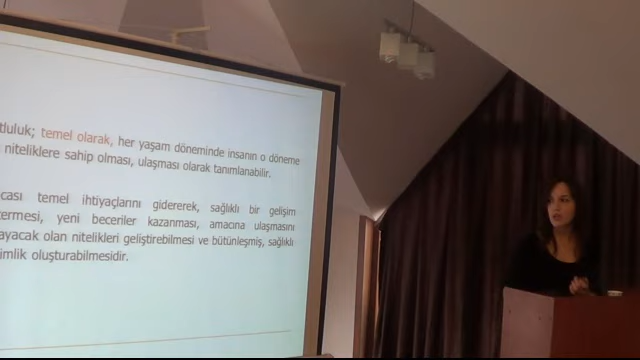 tluluk; temel olarak, her yaşam döneminde insanın o döneme
niteliklere sahip olması, ulaşması olarak tanımlanabilir.
cası temel ihtiyaçlarını gidererek, sağlıklı bir gelişim
termesi, yeni beceriler kazanması, amacına ulaşmasını
ayacak olan nitelikleri geliştirebilmesi ve bütünleşmiş, sağlıklı
imlik oluşturabilmesidir.